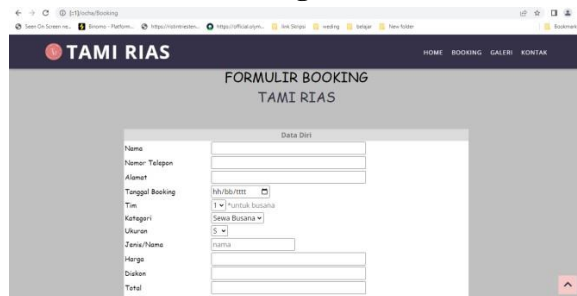 TAMI RIAS
HOME BOOKING GALERI KONTAK
FORMULIR BOOKING
TAMI RIAS
Data Diri
Nama
Nomor Telepon
Alamat
Tanggal Booking hh/bb/tttt
Tim 1 *untuk busana
Kategori Sewa Busana
Ukuran S
Jenis/Nama nama
Harga
Diskon
Total